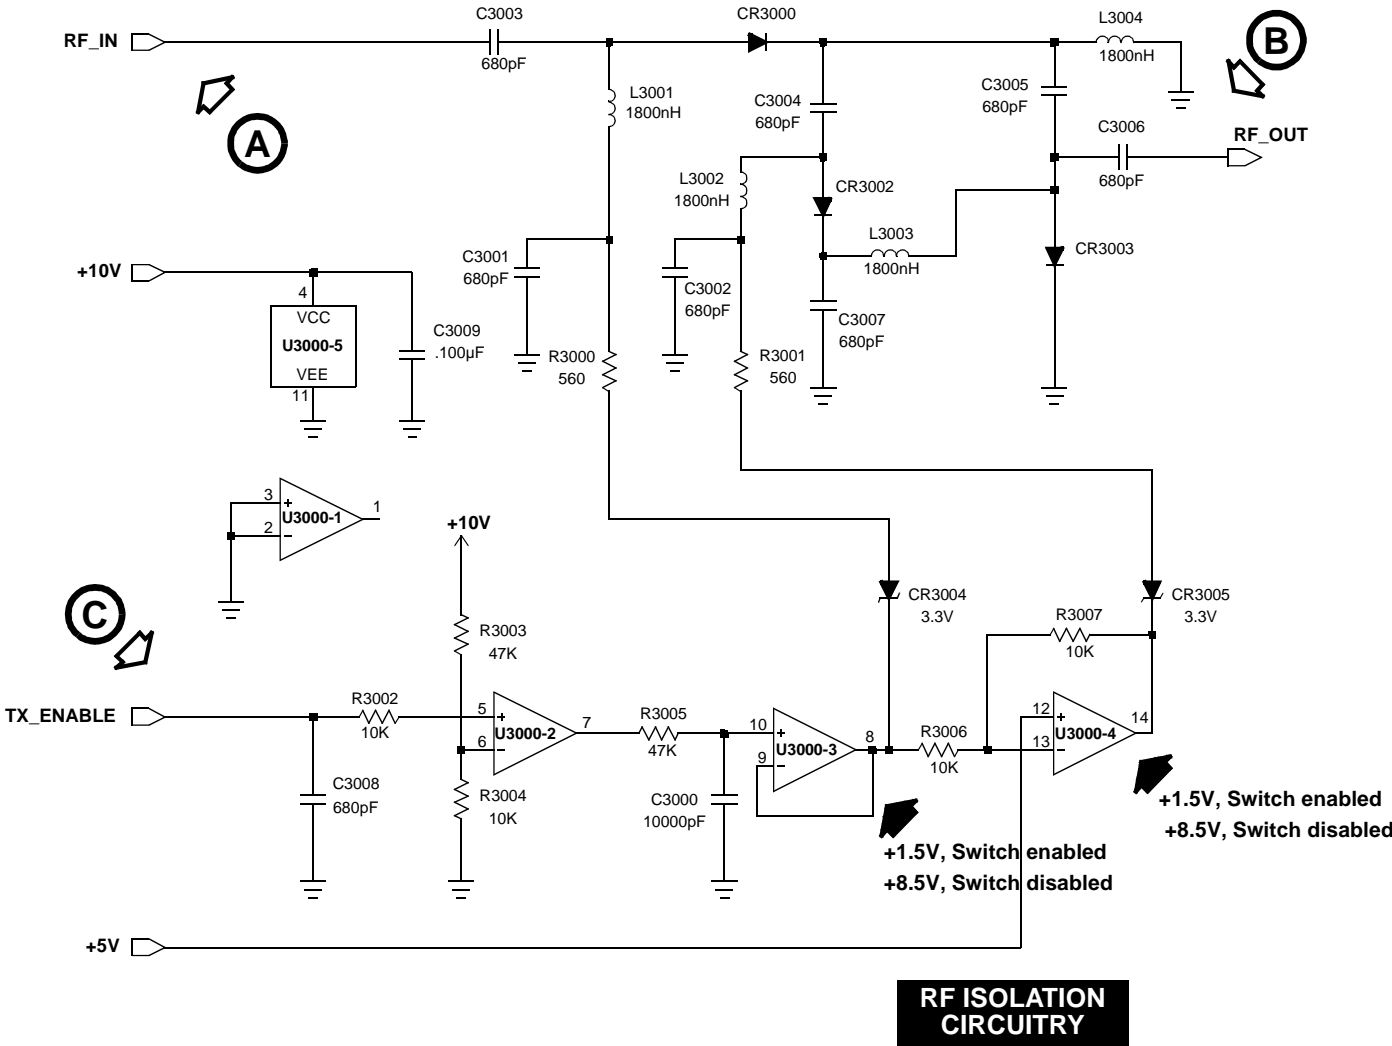 C3003
CR3000
L3004
RF_IN
680pF
1800nH
B
L3001
1800nH
C3004
680pF
C3005
680pF
A
C3006
RF_OUT
680pF
L3002
1800nH
CR3002
L3003
1800nH
CR3003
C3001
680pF
+10V
4
VCC
U3000-5
VEE
11
C3009
.100µF
C3002
680pF
C3007
680pF
R3000
560
R3001
560
3
+
U3000-1
1
2
−
+10V
C
CR3004
3.3V
CR3005
3.3V
R3003
47K
R3007
10K
TX_ENABLE
R3002
10K
5
+
U3000-2
7
6
−
R3005
47K
10
+
U3000-3
8
9
−
R3006
10K
12
+
U3000-4
14
13
−
C3008
680pF
R3004
10K
C3000
10000pF
+1.5V, Switch enabled
+8.5V, Switch disabled
+1.5V, Switch enabled
+8.5V, Switch disabled
+5V
RF ISOLATION
CIRCUITRY